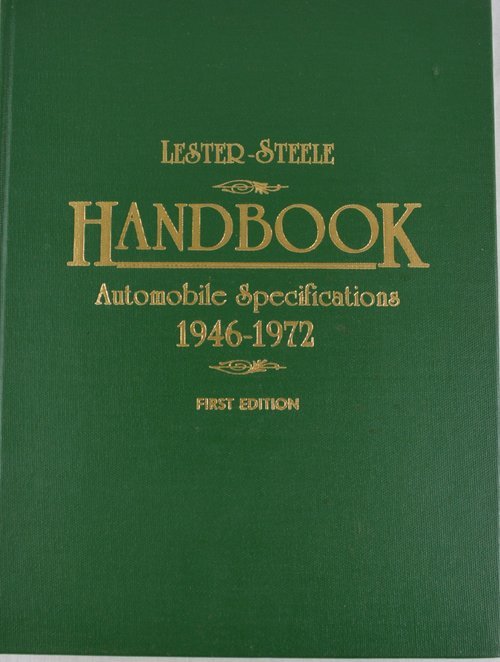 LESTER-STEELE
HANDBOOK
Automobile Specifications
1946-1972
FIRST EDITION